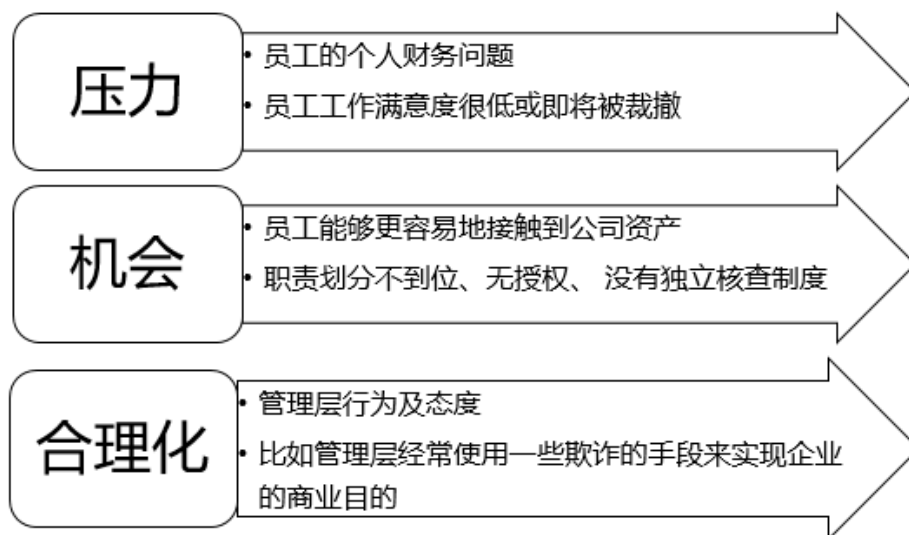 压力
• 员工的个人财务问题
• 员工工作满意度很低或即将被裁撤
机会
• 员工能够更容易地接触到公司资产
• 职责划分不到位、无授权、 没有独立核查制度
合理化
• 管理层行为及态度
• 比如管理层经常使用一些欺诈的手段来实现企业
的商业目的